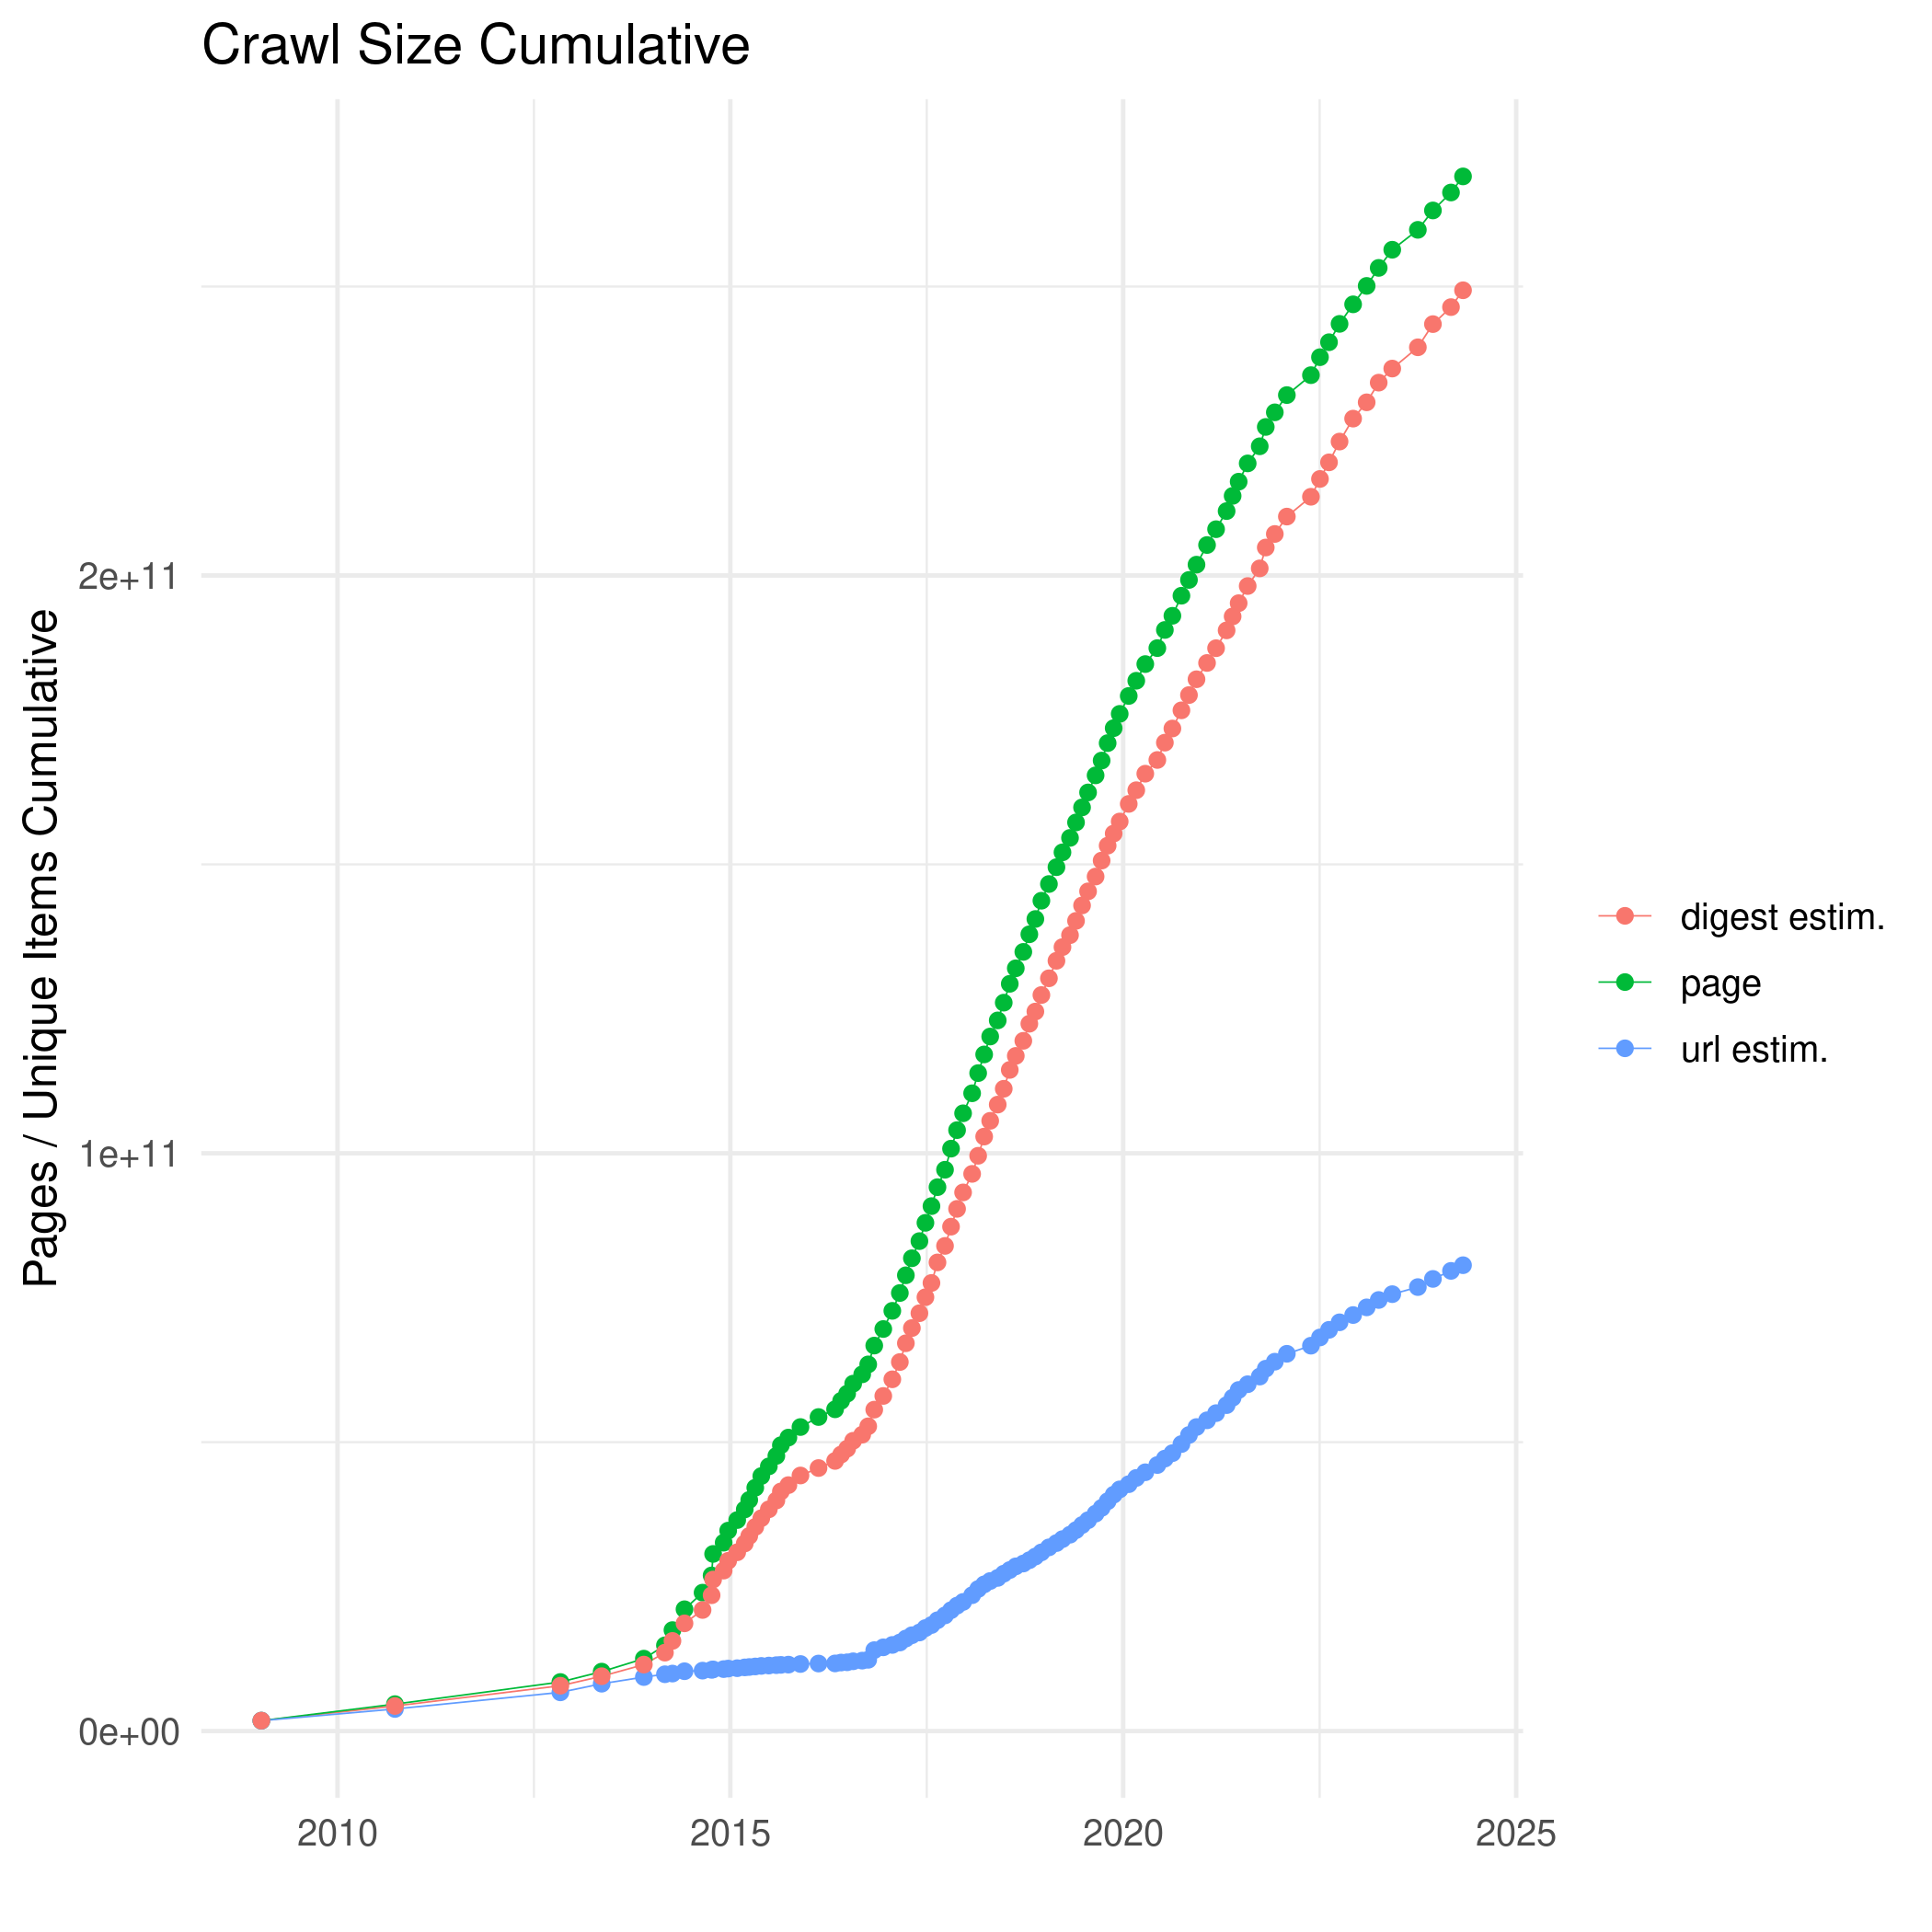 Crawl Size Cumulative
Pages / Unique Items Cumulative
2e+11
1e+11
0e+00
2010
2015
2020
2025
digest estim.
page
url estim.